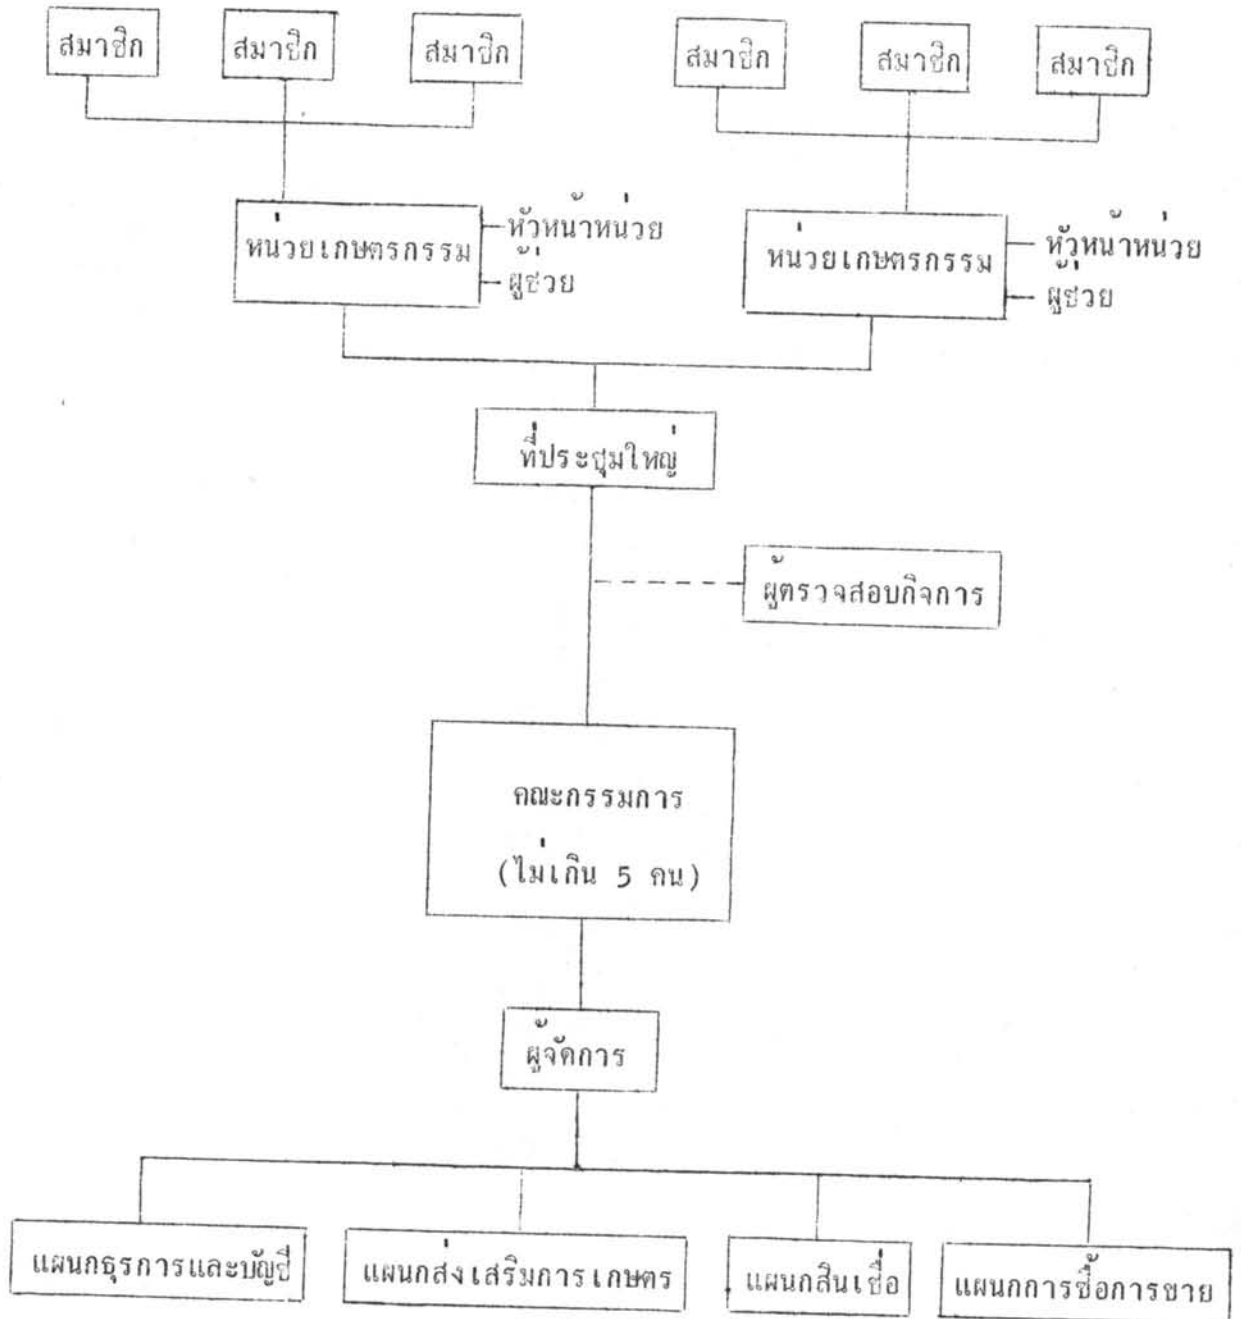 สมาชิก สมาชิก สมาชิก สมาชิก สมาชิก สมาชิก
หน่วยเกษตรกรรม
หัวหน้าหน่วย
ผู้ช่วย
หน่วยเกษตรกรรม
หัวหน้าหน่วย
ผู้ช่วย
ที่ประชุมใหญ่
ผู้ตรวจสอบกิจการ
คณะกรรมการ
(ไม่เกิน 5 คน)
ผู้จัดการ
แผนกธุรการและบัญชี แผนกส่งเสริมการเกษตร แผนกสินเชื่อ แผนกการซื้อการขาย